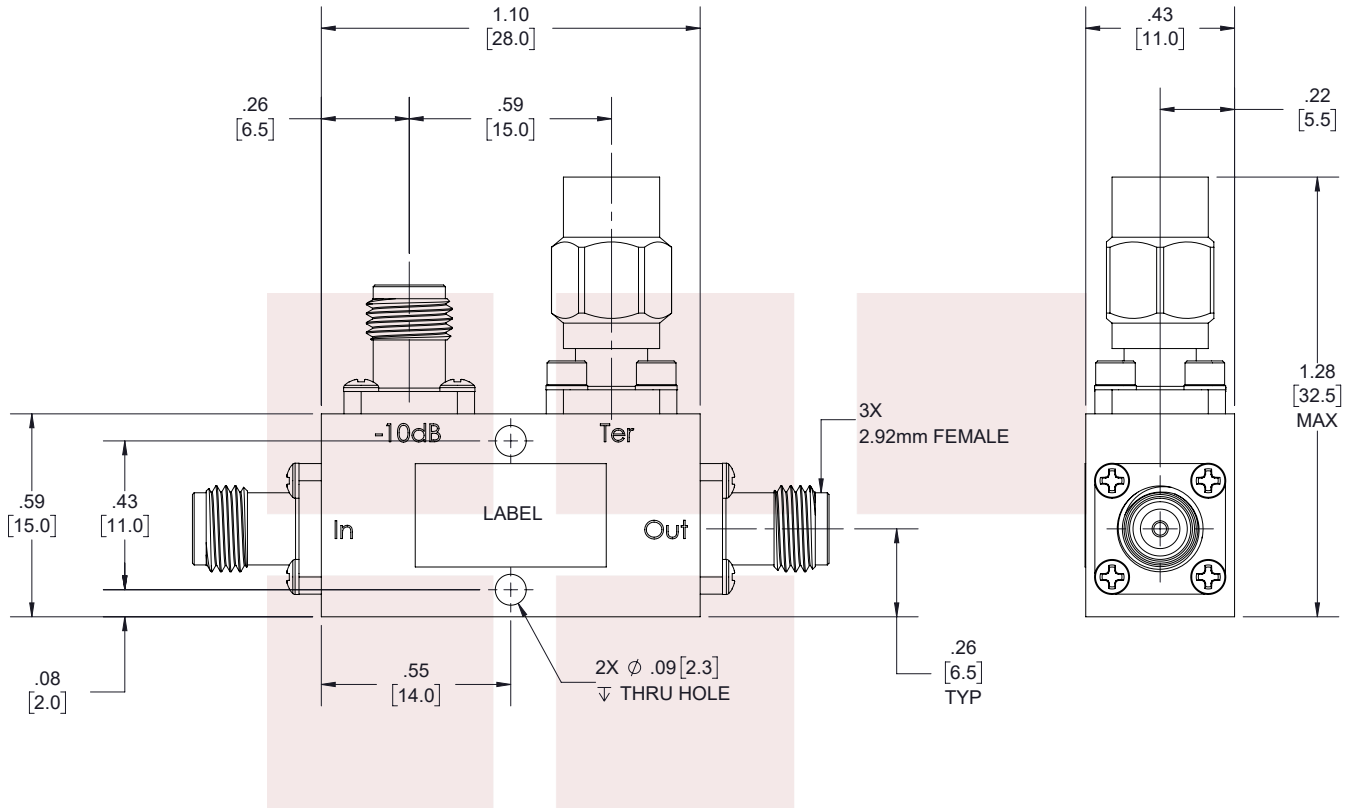 1.10
[28.0]
.43
[11.0]
.26
[6.5]
.59
[15.0]
.22
[5.5]
1.28
[32.5]
MAX
3X
2.92mm FEMALE
-10dB
Ter
.59
[15.0]
.43
[11.0]
LABEL
In
Out
.08
[2.0]
.55
[14.0]
2X ∅ .09[2.3]
↧ THRU HOLE
.26
[6.5]
TYP